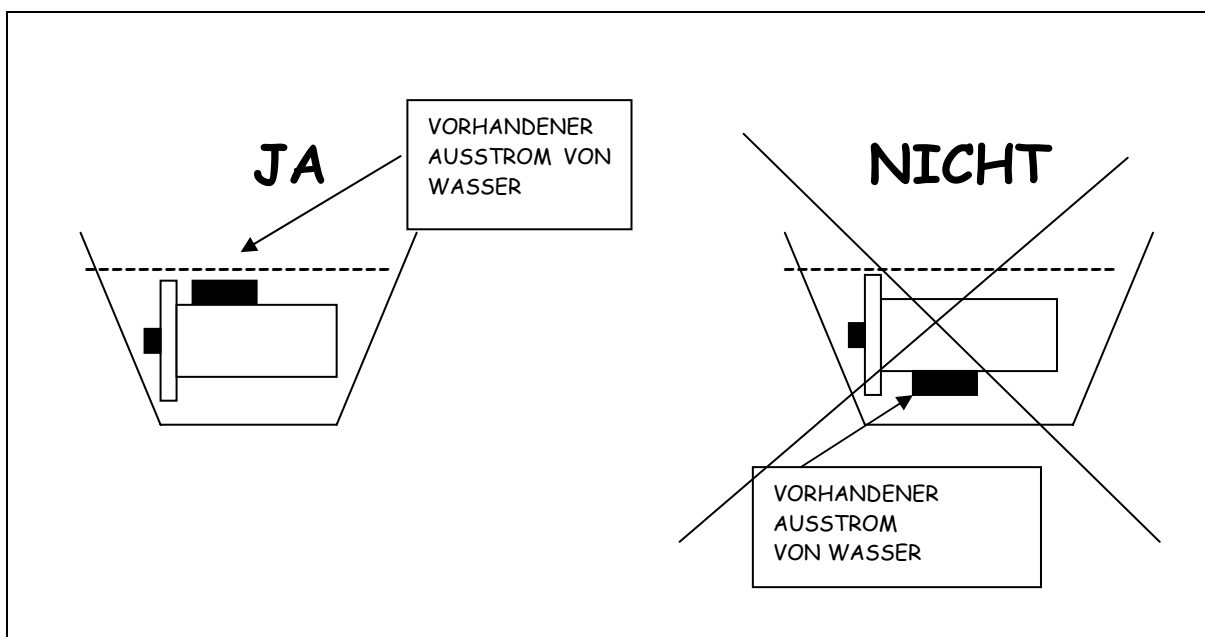 JA
VORHANDENER
AUSSTROM VON
WASSER
NICHT
VORHANDENER
AUSSTROM
VON WASSER